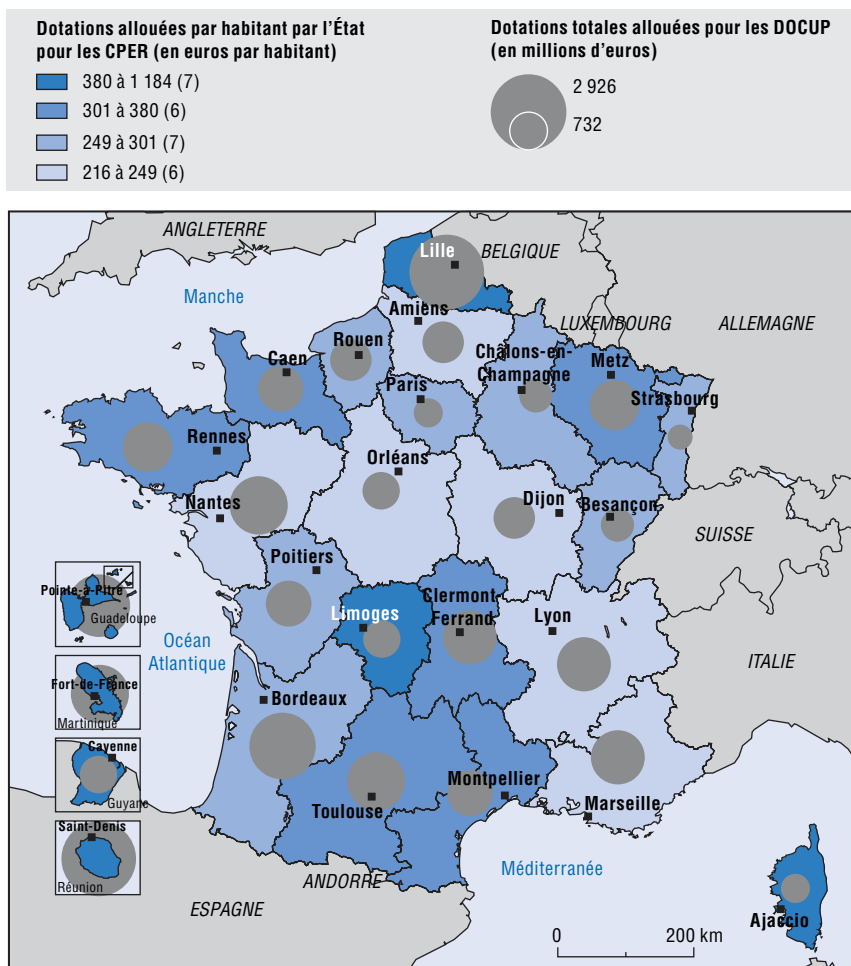 Dotations allouées par habitant par l'État
pour les CPER (en euros par habitant)
380 à 1 184 (7)
301 à 380 (6)
249 à 301 (7)
216 à 249 (6)
Dotations totales allouées pour les DOCUP
(en millions d'euros)
2 926
732
ANGLETERRE
Lille
BELGIQUE
Manche
Amiens
LUXEMBOURG
ALLEMAGNE
Rouen
Caen
Châlons-en-
Champagne
Metz
Paris
Strasbourg
Rennes
Orléans
Nantes
Dijon
Besançon
SUISSE
Poitiers
Pointe-à-Pitre
Guadeloupe
Limoges
Clermont-
Ferrand
Lyon
Océan
Atlantique
ITALIE
Fort-de-France
Martinique
Bordeaux
Cayenne
Guyane
Montpellier
Toulouse
Marseille
Saint-Denis
Réunion
Méditerranée
ANDORRE
ESPAGNE
Ajaccio
0 200 km